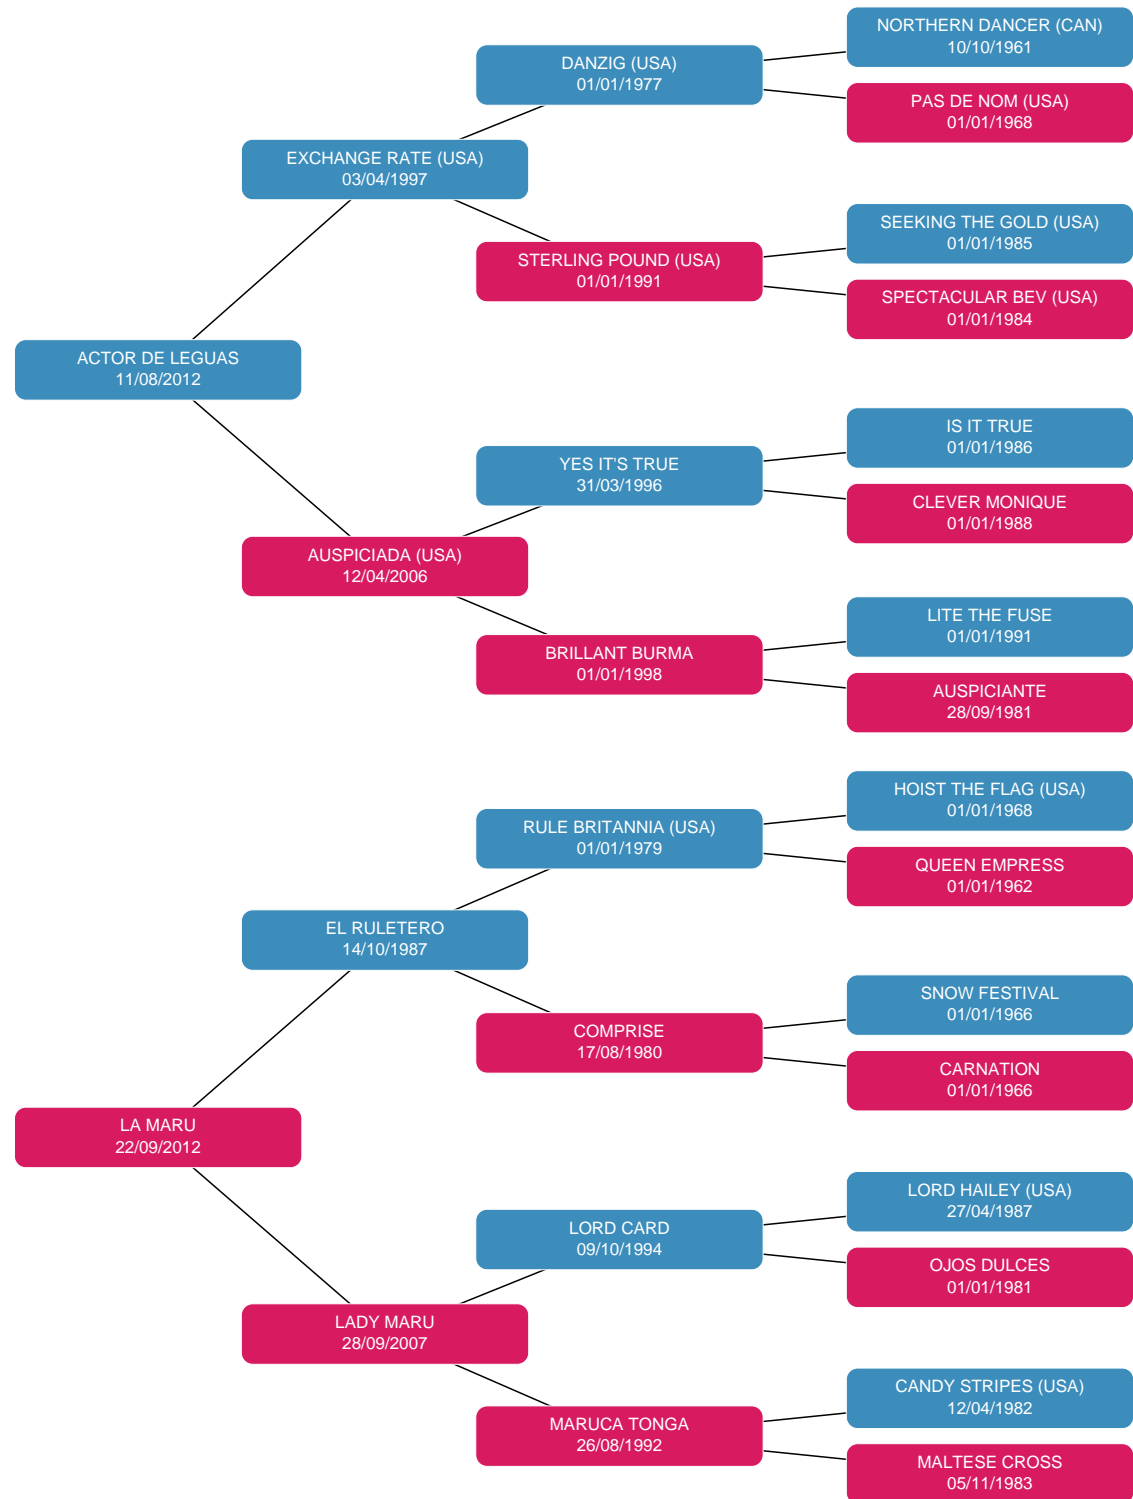 NORTHERN DANCER (CAN)
10/10/1961
DANZIG (USA)
01/01/1977
PAS DE NOM (USA)
01/01/1968
EXCHANGE RATE (USA)
03/04/1997
SEEKING THE GOLD (USA)
01/01/1985
STERLING POUND (USA)
01/01/1991
SPECTACULAR BEV (USA)
01/01/1984
ACTOR DE LEGUAS
11/08/2012
IS IT TRUE
01/01/1986
YES IT'S TRUE
31/03/1996
CLEVER MONIQUE
01/01/1988
AUSPICIADA (USA)
12/04/2006
LITE THE FUSE
01/01/1991
BRILLANT BURMA
01/01/1998
AUSPICIANTE
28/09/1981
HOIST THE FLAG (USA)
01/01/1968
RULE BRITANNIA (USA)
01/01/1979
QUEEN EMPRESS
01/01/1962
EL RULETERO
14/10/1987
SNOW FESTIVAL
01/01/1966
COMPRISE
17/08/1980
CARNATION
01/01/1966
LA MARU
22/09/2012
LORD HAILEY (USA)
27/04/1987
LORD CARD
09/10/1994
OJOS DULCES
01/01/1981
LADY MARU
28/09/2007
CANDY STRIPES (USA)
12/04/1982
MARUCA TONGA
26/08/1992
MALTESE CROSS
05/11/1983